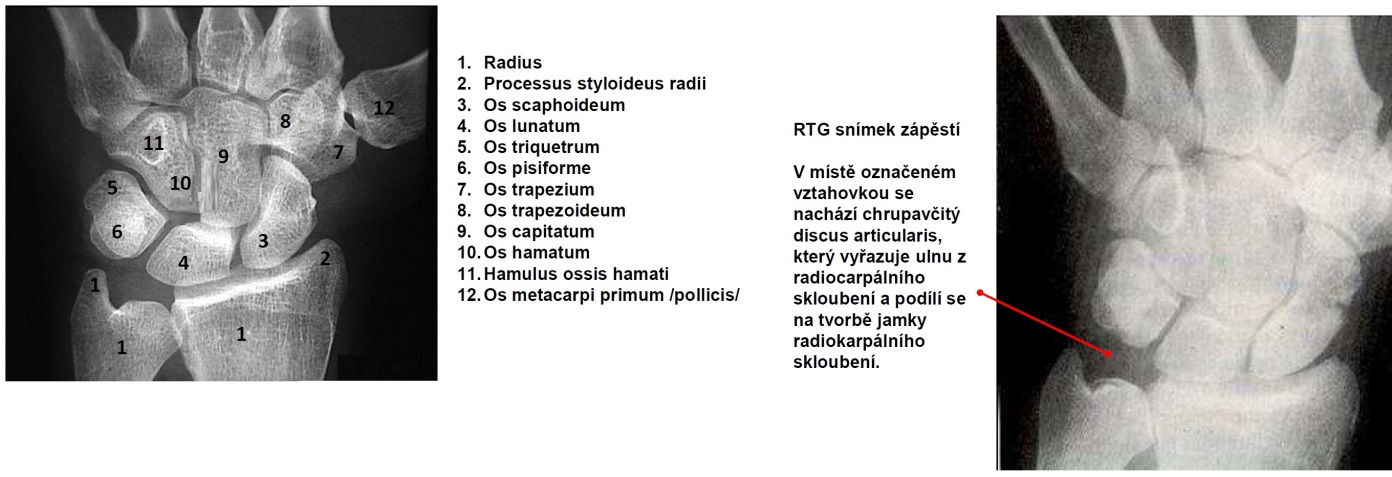 11
8
12
9
7
5
10
6
3
4
2
1
1
1
1. Radius
2. Processus styloideus radii
3. Os scaphoideum
4. Os lunatum
5. Os triquetrum
6. Os pisiforme
7. Os trapezium
8. Os trapezoideum
9. Os capitatum
10. Os hamatum
11. Hamulus ossis hamati
12. Os metacarpi primum /pollicis/
RTG snímek zápěstí
V místě označeném
vztahovkou se
nachází chrupavčitý
discus articularis,
který vyřazuje ulnu z
radiocarpálního
skloubení a podílí se
na tvorbě jamky
radiokarpálního
skloubení.